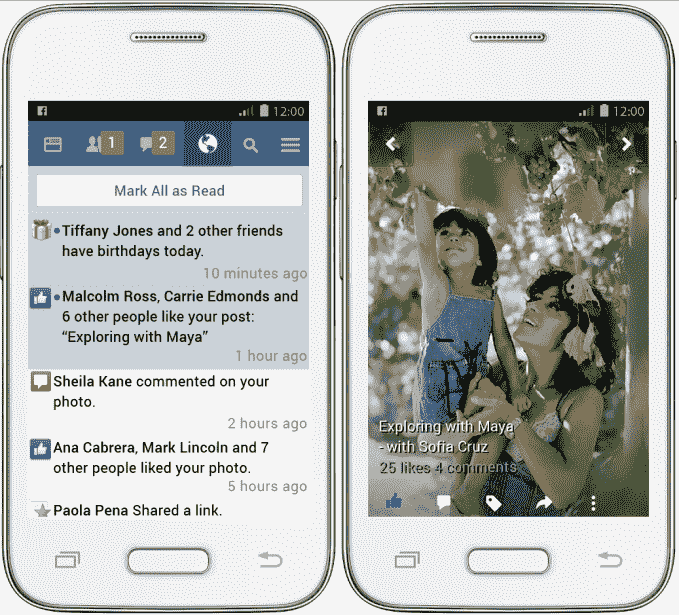 12:00
1
2
Mark All as Read
Tiffany Jones and 2 other friends
have birthdays today.
10 minutes ago
Malcolm Ross, Carrie Edmonds and
6 other people like your post:
“Exploring with Maya”
1 hour ago
Sheila Kane commented on your
photo.
2 hours ago
Ana Cabrera, Mark Lincoln and 7
other people liked your photo.
5 hours ago
Paola Pena Shared a link.
12:00
Exploring with Maya
- with Sofia Cruz
25 likes 4 comments